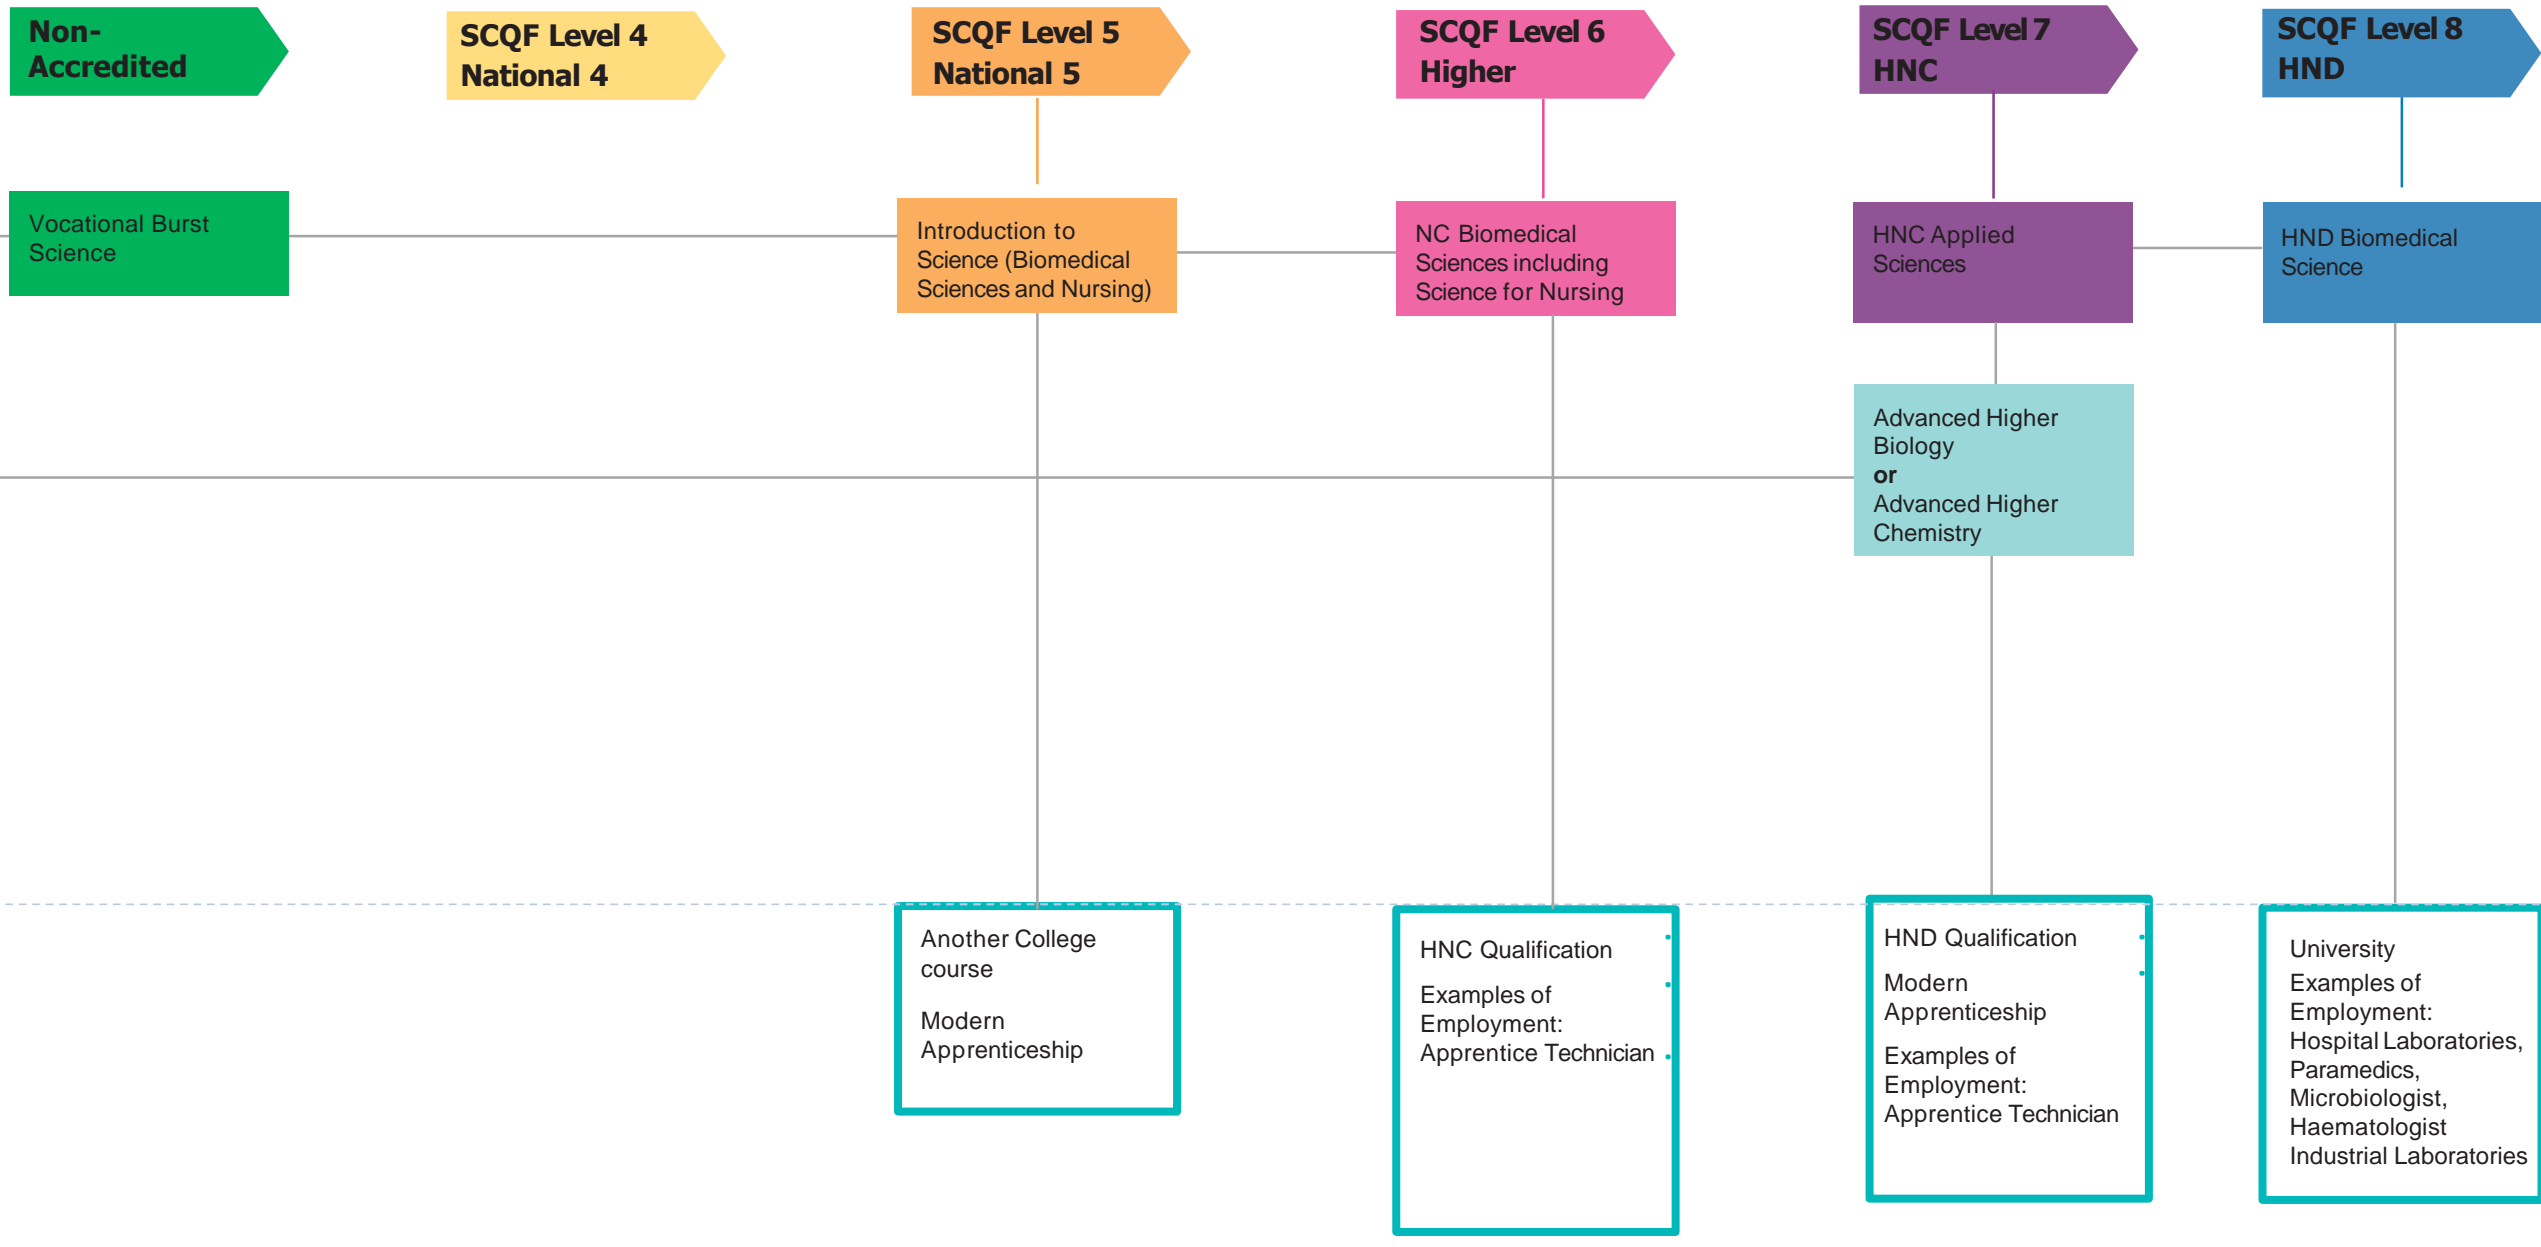 Non-
Accredited
SCQF Level 4
National 4
SCQF Level 5
National 5
SCQF Level 6
Higher
SCQF Level 7
HNC
SCQF Level 8
HND
Vocational Burst
Science
Introduction to
Science (Biomedical
Sciences and Nursing)
NC Biomedical
Sciences including
Science for Nursing
HNC Applied
Sciences
HND Biomedical
Science
Advanced Higher
Biology
or
Advanced Higher
Chemistry
Another College
course
Modern
Apprenticeship
HNC Qualification
Examples of
Employment:
Apprentice Technician
HND Qualification
Modern
Apprenticeship
Examples of
Employment:
Apprentice Technician
University
Examples of
Employment:
Hospital Laboratories,
Paramedics,
Microbiologist,
Haematologist
Industrial Laboratories